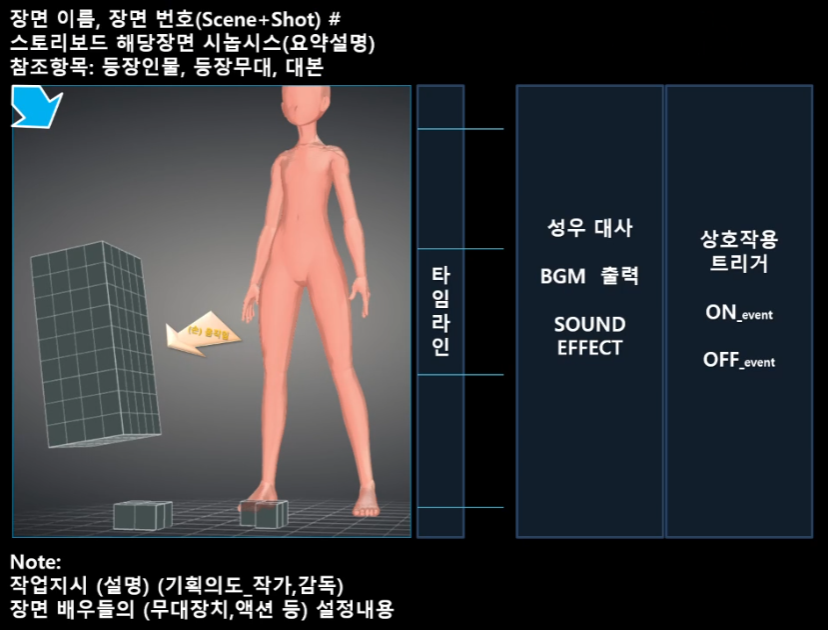 장면 이름, 장면 번호(Scene+Shot) #
스토리보드 해당장면 시놉시스(요약설명)
참조항목: 등장인물, 등장무대, 대본
타
임
라
인
성우 대사
BGM 출력
SOUND
EFFECT
상호작용
트리거
ON_event
OFF_event
Note:
작업지시 (설명) (기획의도_작가,감독)
장면 배우들의 (무대장치,액션 등) 설정내용